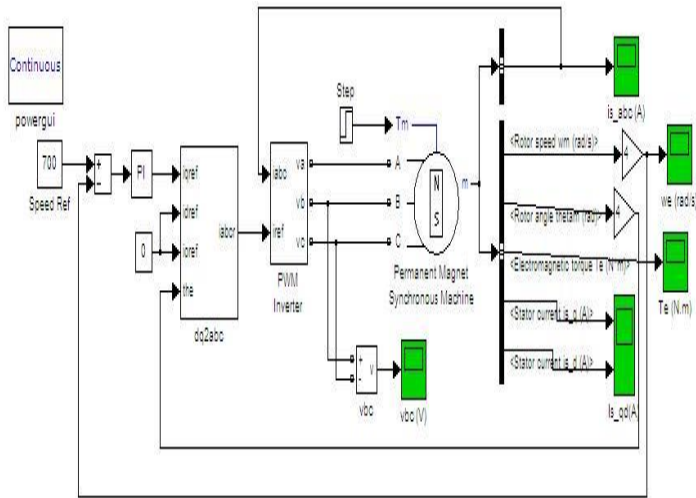 Continuous
powergui
Step
Tm
is_abc (A)
700
Speed Ref
+
-
PI
iqref
idref
ioref
the
0
iabcr
dq2abc
iabc
iref
va
vb
vc
PWM
Inverter
A
B
C
N
S
m
Permanent Magnet
Synchronous Machine
<Rotor speed wm (rad/s)>
4
we (rad/s)
<Rotor angle thetam (rad)>
4
<Electromagnetic torque Te (N*m)>
Te (N.m)
<Stator current is_q (A)>
<Stator current is_d (A)>
Is_qd(A)
+
-
v
vbc
vbc (V)